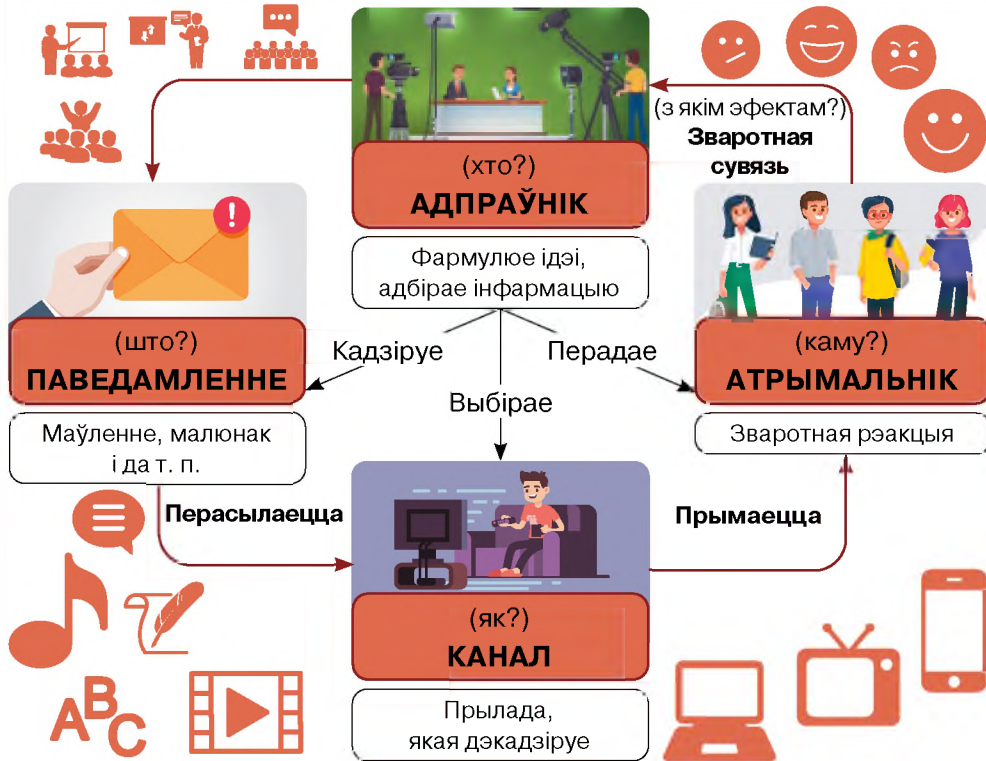 (хто?)
АДПРАЎНІК
Фармулюе ідэі,
адбірае інфармацыю
(з якім эфектам?)
Зваротная
сувязь
(што?)
ПАВЕДАМЛЕННЕ
Маўленне, малюнак
і да т. п.
Кадзіруе
Выбірае
Перадае
(каму?)
АТРЫМАЛЬНІК
Зваротная рэакцыя
Перасылаецца
Прымаецца
(як?)
КАНАЛ
Прылада,
якая дэкадзіруе
ABC